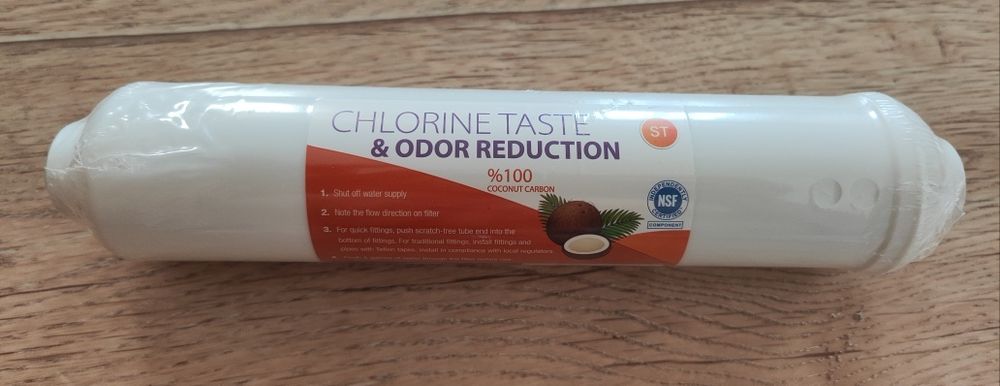 CHLORINE TASTE
& ODOR REDUCTION
ST
%100
COCONUT CARBON
1. Shut off water supply
2. Note the flow direction on filter
3. For quick fittings, push scratch-free tube end into the
bottom of fittings. For traditional fittings, install fittings and
pipes with Teflon tapes, install in compliance with local regulators
INDEPENDENTLY
NSF
CERTIFIED
COMPONENT